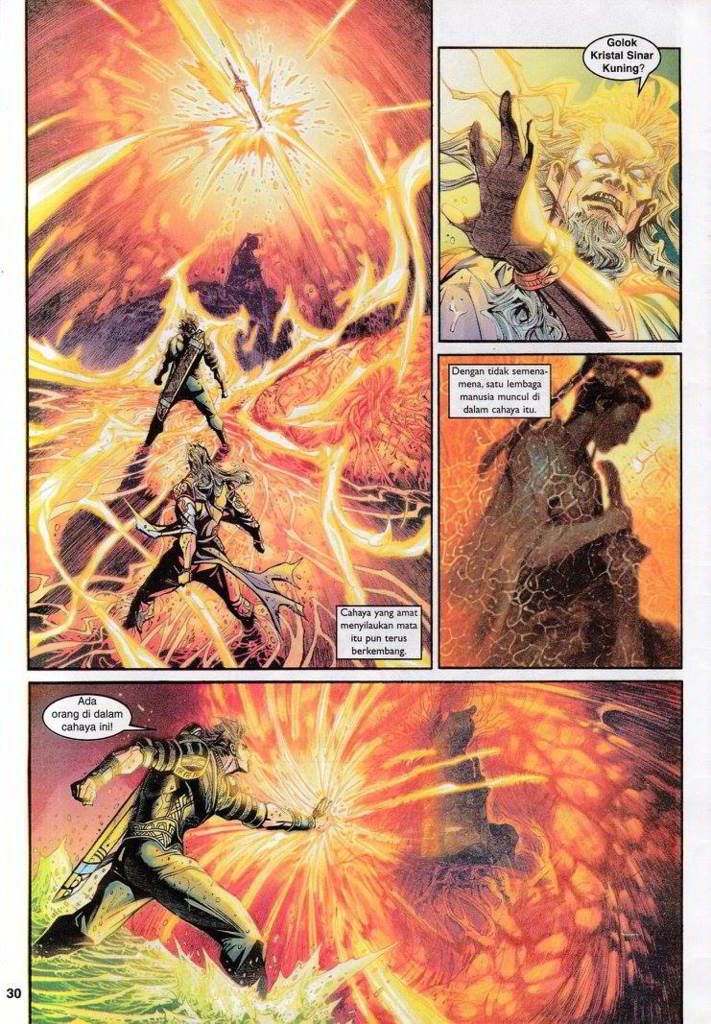 Cahaya yang amat
menyilaukan mata
itu pun terus
berkembang.
Golok
Kristal Sinar
Kuning?
Dengan tidak semena-
mena, satu lembaga
manusia muncul di
dalam cahaya itu.
Ada
orang di dalam
cahaya ini!
30